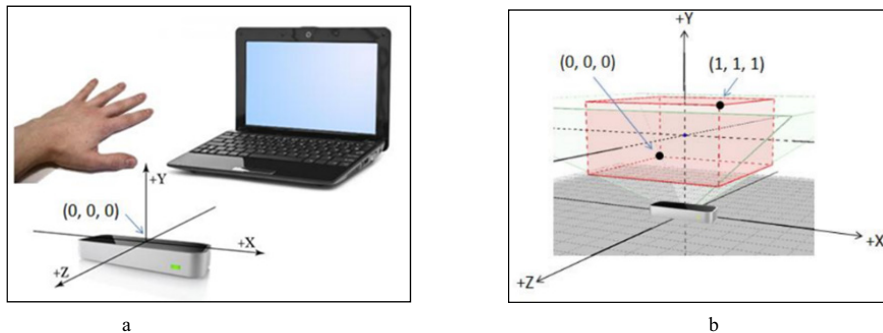 +Y
(0, 0, 0)
+X
+Z
a
+Y
(0, 0, 0)
(1, 1, 1)
+X
+Z
b